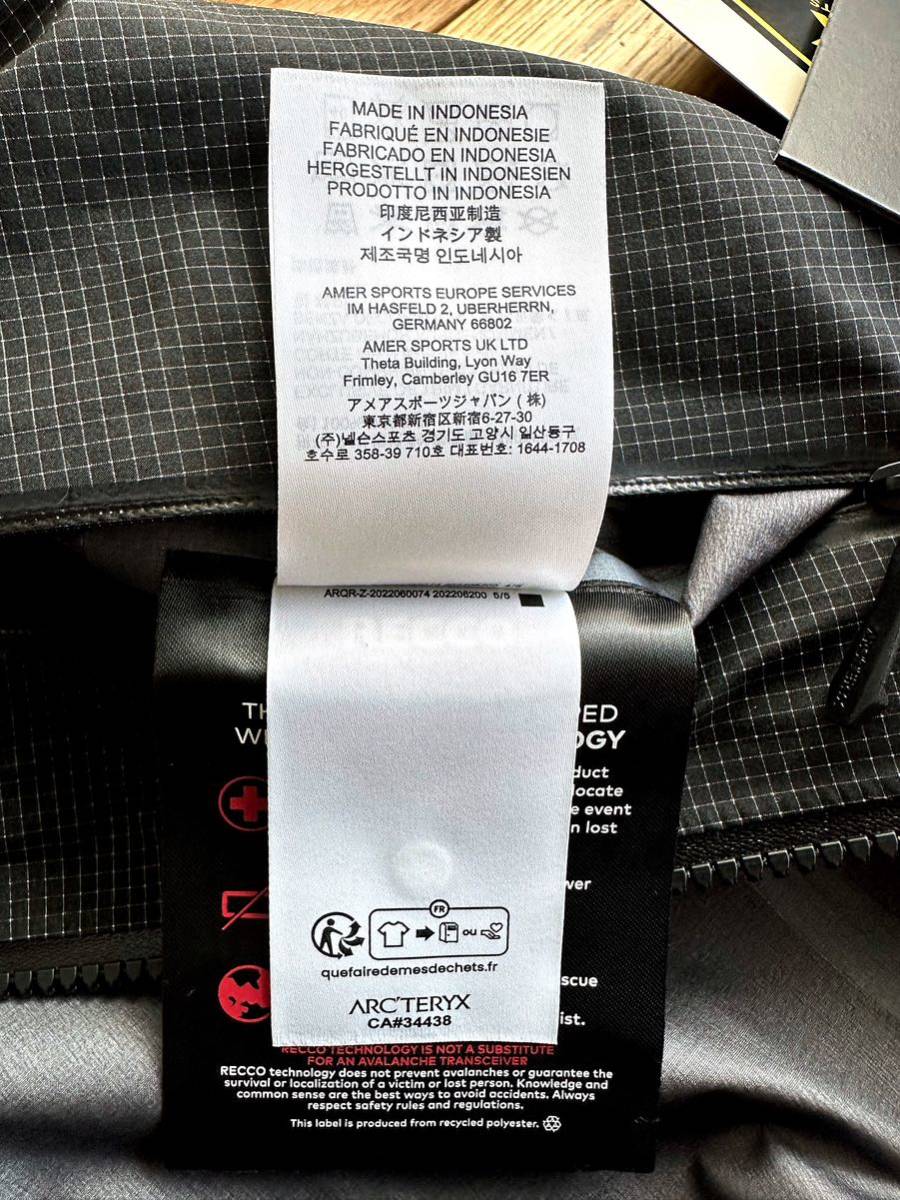 MADE IN INDONESIA
FABRIQUÉ EN INDONESIE
FABRICADO EN INDONESIA
HERGESTELLT IN INDONESIEN
PRODOTTO IN INDONESIA
印度尼西亚制造
インドネシア製
제조국명 인도네시아
AMER SPORTS EUROPE SERVICES
IM HASFELD 2, UBERHERRN,
GERMANY 66802
AMER SPORTS UK LTD
Theta Building, Lyon Way
Frimley, Camberley GU16 7ER
アメアスポーツジャパン (株)
東京都新宿区新宿6-27-30
(주)넬슨스포츠 경기도 고양시 일산동구
호수로 358-39 710호 대표번호: 1644-1708
ARQR-Z-2022060074 202206200 5/5
FR
OU
quefairedemesdechets.fr
ARC'TERYX
CA#34438
RECCO TECHNOLOGY IS NOT A SUBSTITUTE
FOR AN AVALANCHE TRANSCEIVER
RECCO technology does not prevent avalanches or guarantee the
survival or localization of a victim or lost person. Knowledge and
common sense are the best ways to avoid accidents. Always
respect safety rules and regulations.
This label is produced from recycled polyester.